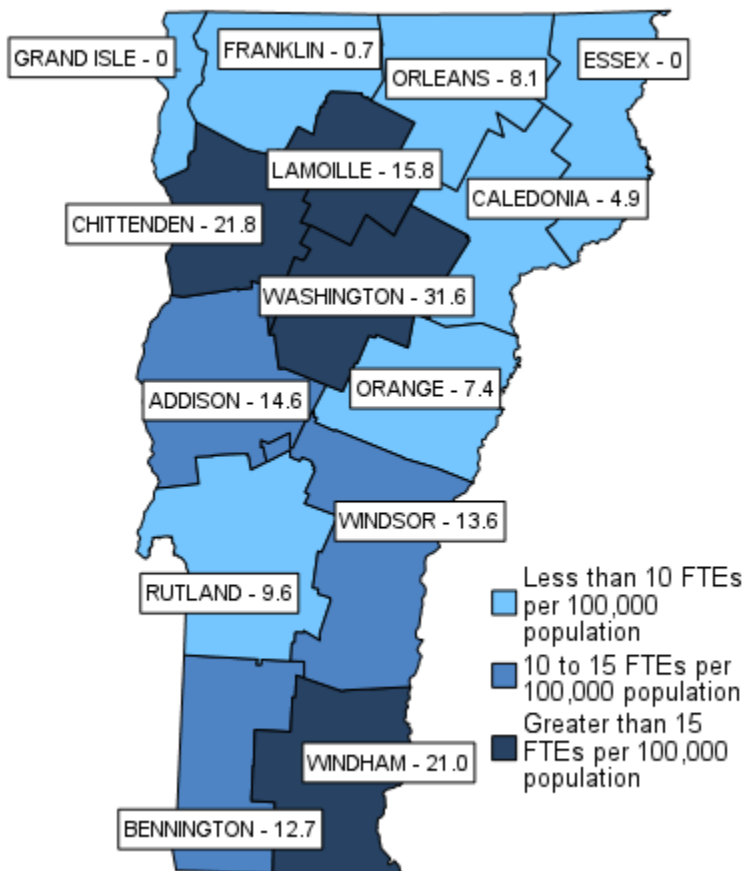 GRAND ISLE - 0
FRANKLIN - 0.7
ORLEANS - 8.1
ESSEX - 0
LAMOILLE - 15.8
CALEDONIA - 4.9
CHITTENDEN - 21.8
WASHINGTON - 31.6
ADDISON - 14.6
ORANGE - 7.4
WINDSOR - 13.6
RUTLAND - 9.6
WINDHAM - 21.0
BENNINGTON - 12.7
Less than 10 FTEs
per 100,000
population
10 to 15 FTEs per
100,000 population
Greater than 15
FTEs per 100,000
population